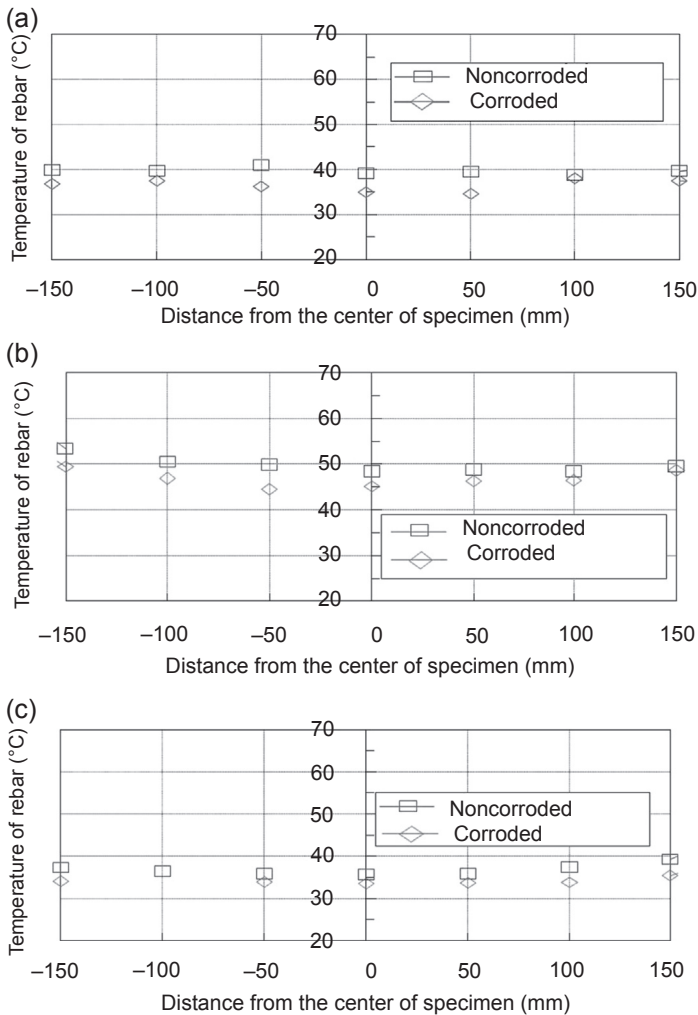 (a)
Temperature of rebar (°C)
70
60
50
40
30
20
Noncorroded
Corroded
–150 –100 –50 0 50 100 150
Distance from the center of specimen (mm)
(b)
Temperature of rebar (°C)
70
60
50
40
30
20
Noncorroded
Corroded
–150 –100 –50 0 50 100 150
Distance from the center of specimen (mm)
(c)
Temperature of rebar (°C)
70
60
50
40
30
20
Noncorroded
Corroded
–150 –100 –50 0 50 100 150
Distance from the center of specimen (mm)